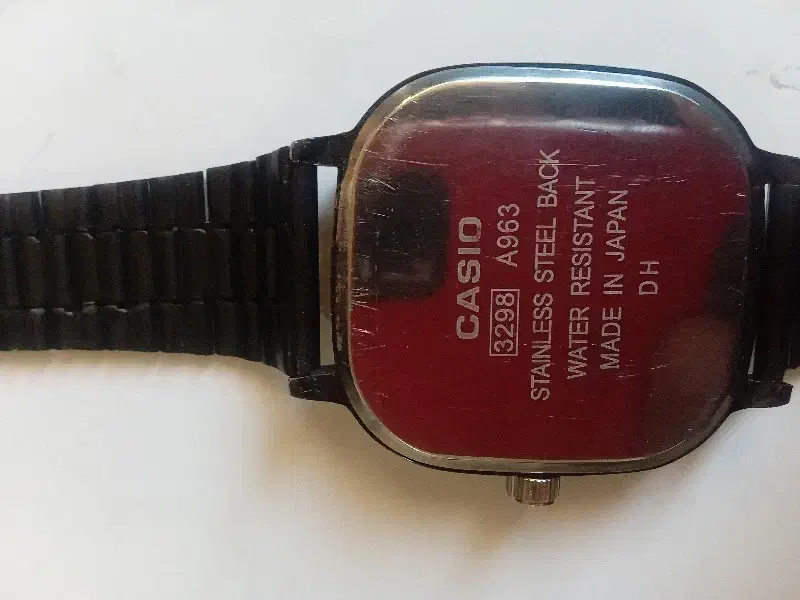 CASIO
3298 A963
STAINLESS STEEL BACK
WATER RESISTANT
MADE IN JAPAN
DH